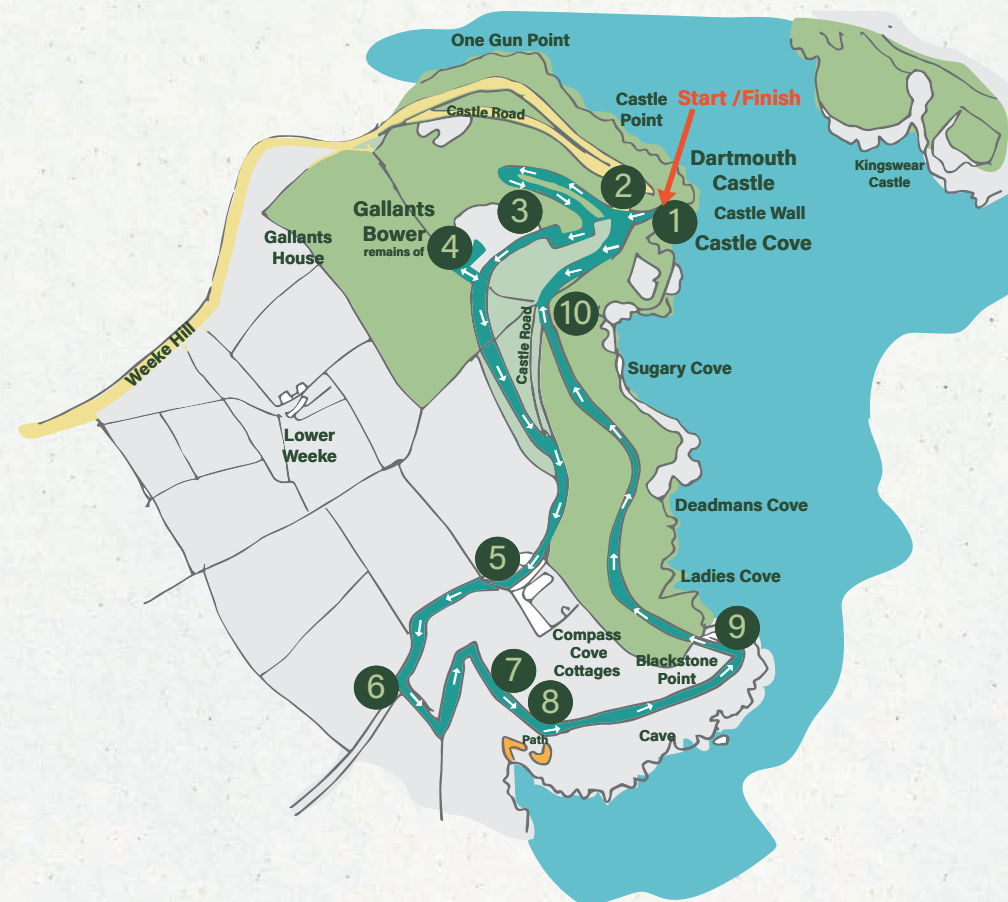 One Gun Point
Castle Road
Castle
Point
Start /Finish
Kingswear
Castle
Dartmouth
Castle
2
1
Castle Wall
Castle Cove
3
Gallants
Bower
remains of
4
Gallants
House
10
Castle Road
Weeke Hill
Sugary Cove
Lower
Weeke
Deadmans Cove
5
Ladies Cove
9
Compass
Cove
Cottages
Blackstone
Point
6
7
8
Path
Cave